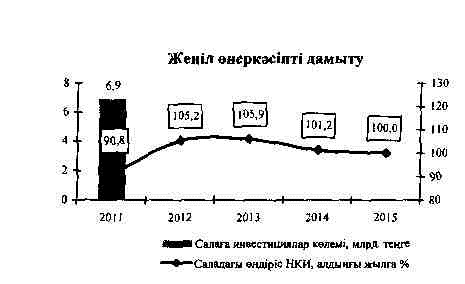 Жеңіл өнеркәсіпті дамыту
8 6,9 130
6 105,2 105,9 120
101,2 100,0 110
4 90,8 100
2 90
0 80
2011 2012 2013 2014 2015
Салаға инвестициялар көлемі, млрд. теңге
Саладағы өндіріс НКИ, алдыңғы жылға %